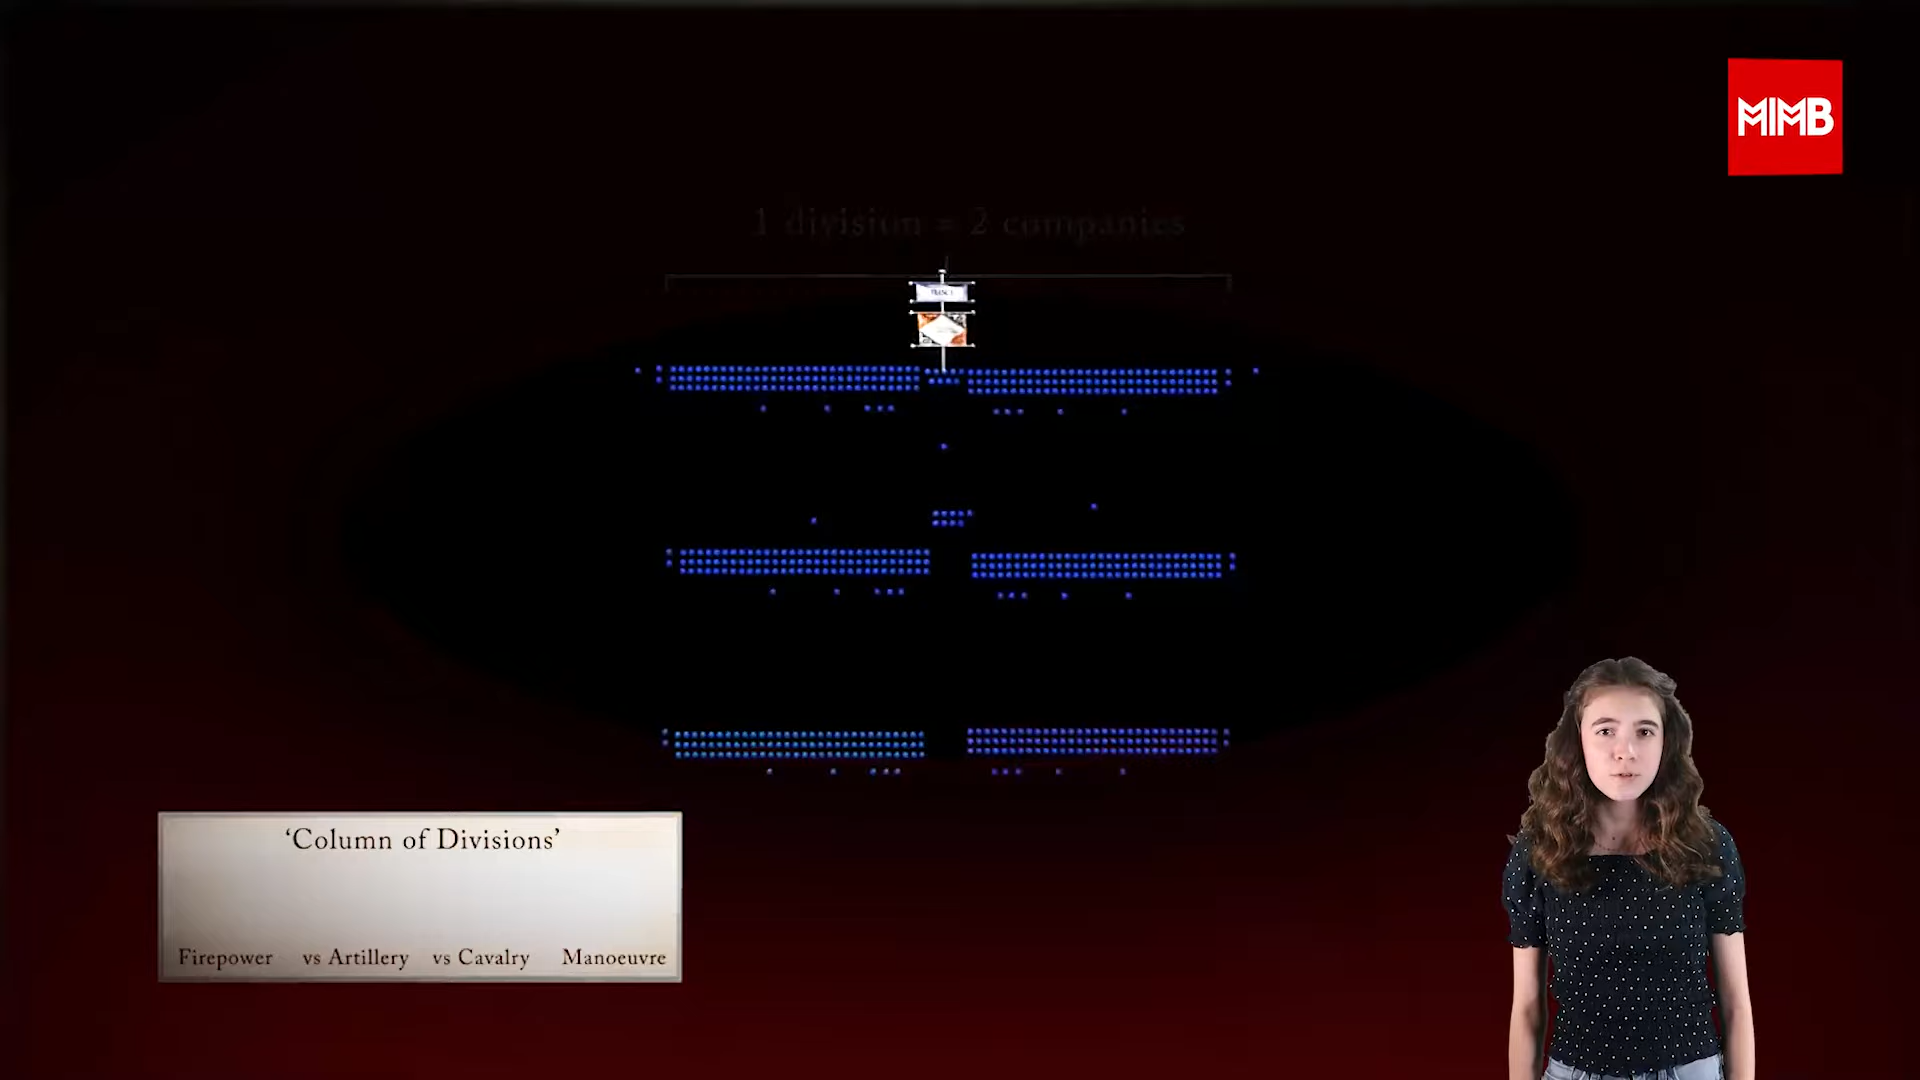 MIMB
1 division = 2 companies
‘Column of Divisions’
Firepower vs Artillery vs Cavalry Manoeuvre